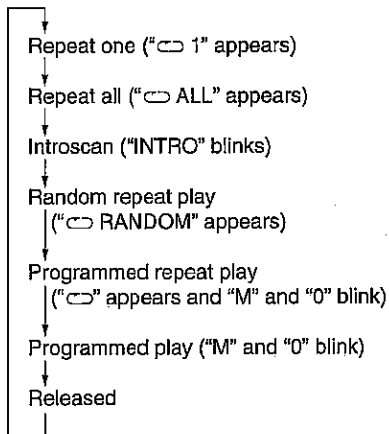 Repeat one (“⊂⊃ 1” appears)
Repeat all (“⊂⊃ ALL” appears)
Introscan (“INTRO” blinks)
Random repeat play
(“⊂⊃ RANDOM” appears)
Programmed repeat play
(“⊂⊃” appears and “M” and “0” blink)
Programmed play (“M” and “0” blink)
Released